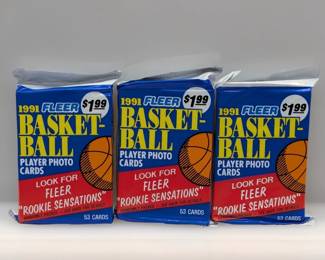 1991 FLEER $1.99
BASKET-
BALL
PLAYER PHOTO
CARDS
LOOK FOR
FLEER
"ROOKIE SENSATIONS"
53 CARDS
1991 FLEER $1.99
BASKET-
BALL
PLAYER PHOTO
CARDS
LOOK FOR
FLEER
"ROOKIE SENSATIONS"
53 CARDS
1991 FLEER $1.99
BASKET-
BALL
PLAYER PHOTO
CARDS
LOOK FOR
FLEER
"ROOKIE SENSATIONS"
53 CARDS